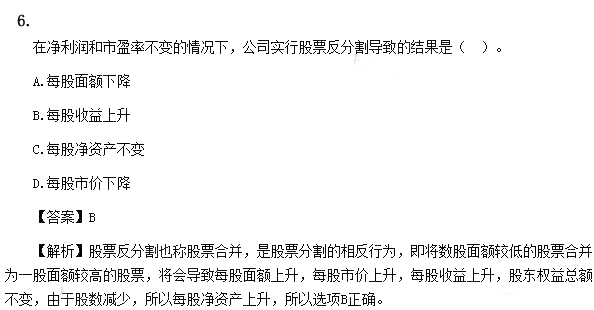 6.
在净利润和市盈率不变的情况下，公司实行股票反分割导致的结果是（　）。
A.每股面额下降
B.每股收益上升
C.每股净资产不变
D.每股市价下降
【答案】B
【解析】股票反分割也称股票合并，是股票分割的相反行为，即将数股面额较低的股票合并
为一股面额较高的股票，将会导致每股面额上升，每股市价上升，每股收益上升，股东权益总额
不变，由于股数减少，所以每股净资产上升，所以选项B正确。